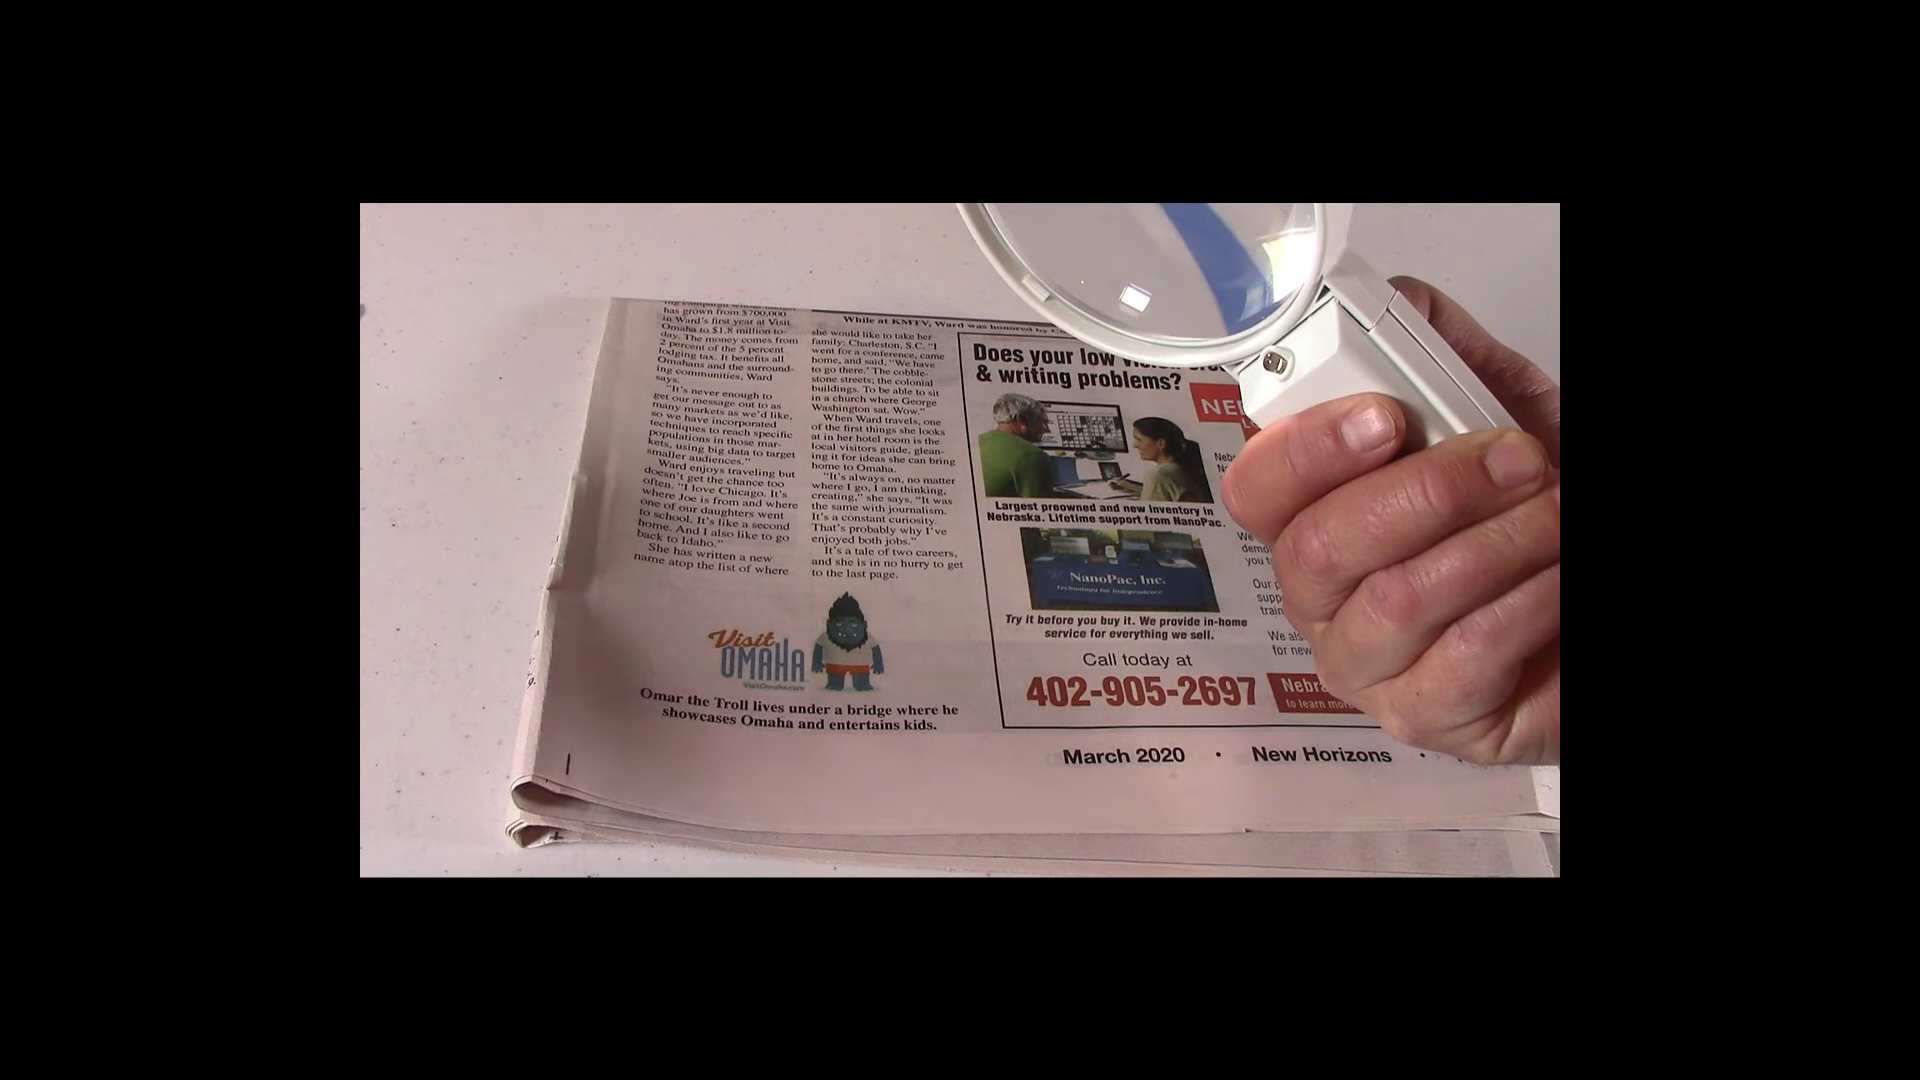 has grown from $700,000
in Ward's first year at Visit
Omaha to $1.8 million to-
day. The money comes from
2 percent of the 5 percent
lodging tax. It benefits all
Omahans and the surround-
ing communities, Ward
says.
"It's never enough to
get our message out to as
many markets as we'd like,
so we have incorporated
techniques to reach specific
populations in those mar-
kets, using big data to target
smaller audiences."
Ward enjoys traveling but
doesn't get the chance too
often. "I love Chicago. It's
where Joe is from and where
one of our daughters went
to school. It's like a second
home. And I also like to go
back to Idaho."
She has written a new
name atop the list of where
While at KMTV, Ward was honored by
she would like to take her
family: Charleston, S.C. "I
went for a conference, came
home, and said, "We have
to go there.' The cobble-
stone streets; the colonial
buildings. To be able to sit
in a church where George
Washington sat. Wow."
When Ward travels, one
of the first things she looks
at in her hotel room is the
local visitors guide, glean-
ing it for ideas she can bring
home to Omaha.
"It's always on, no matter
where I go, I am thinking,
creating," she says. "It was
the same with journalism.
It's a constant curiosity.
That's probably why I've
enjoyed both jobs."
It's a tale of two careers,
and she is in no hurry to get
to the last page.
Visit
OMAHA
VisitOmaha.com
Omar the Troll lives under a bridge where he
showcases Omaha and entertains kids.
Does your low
& writing problems?
Largest preowned and new inventory in
Nebraska. Lifetime support from NanoPac.
NanoPac, Inc.
Technology for Independence
Try it before you buy it. We provide in-home
service for everything we sell.
Call today at
402-905-2697
We
you
Our
We
for new
to learn more
March 2020 • New Horizons •